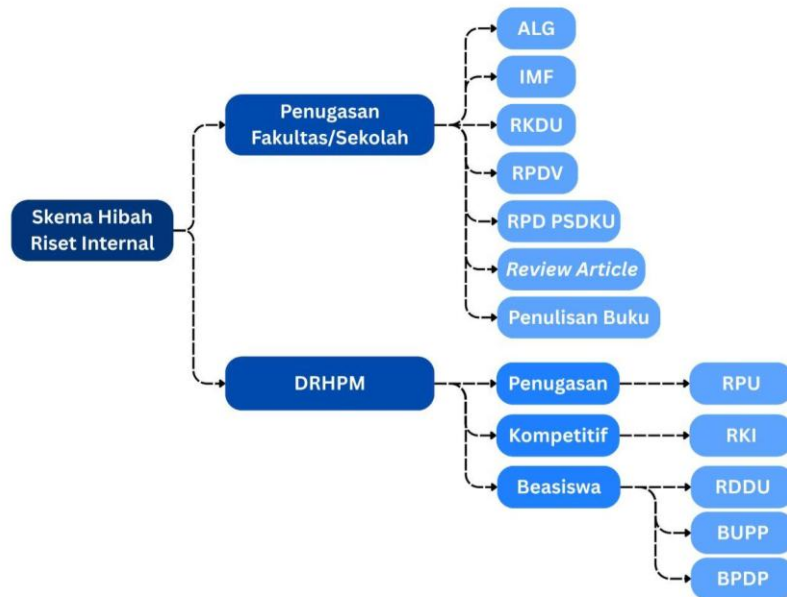 Skema Hibah
Riset Internal
Penugasan
Fakultas/Sekolah
ALG
IMF
RKDU
RPDV
RPD PSDKU
Review Article
Penulisan Buku
DRHPM
Penugasan
RPU
Kompetitif
RKI
Beasiswa
RDDU
BUPP
BPDP